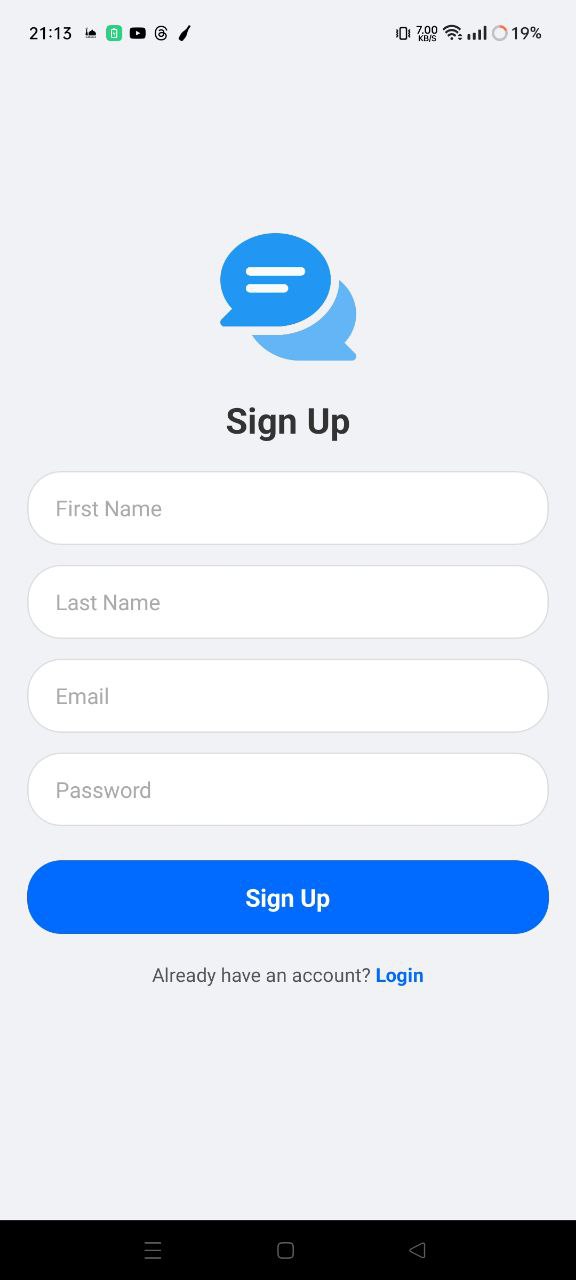 21:13 7.00 KB/S 19%
Sign Up
First Name
Last Name
Email
Password
Sign Up
Already have an account? Login